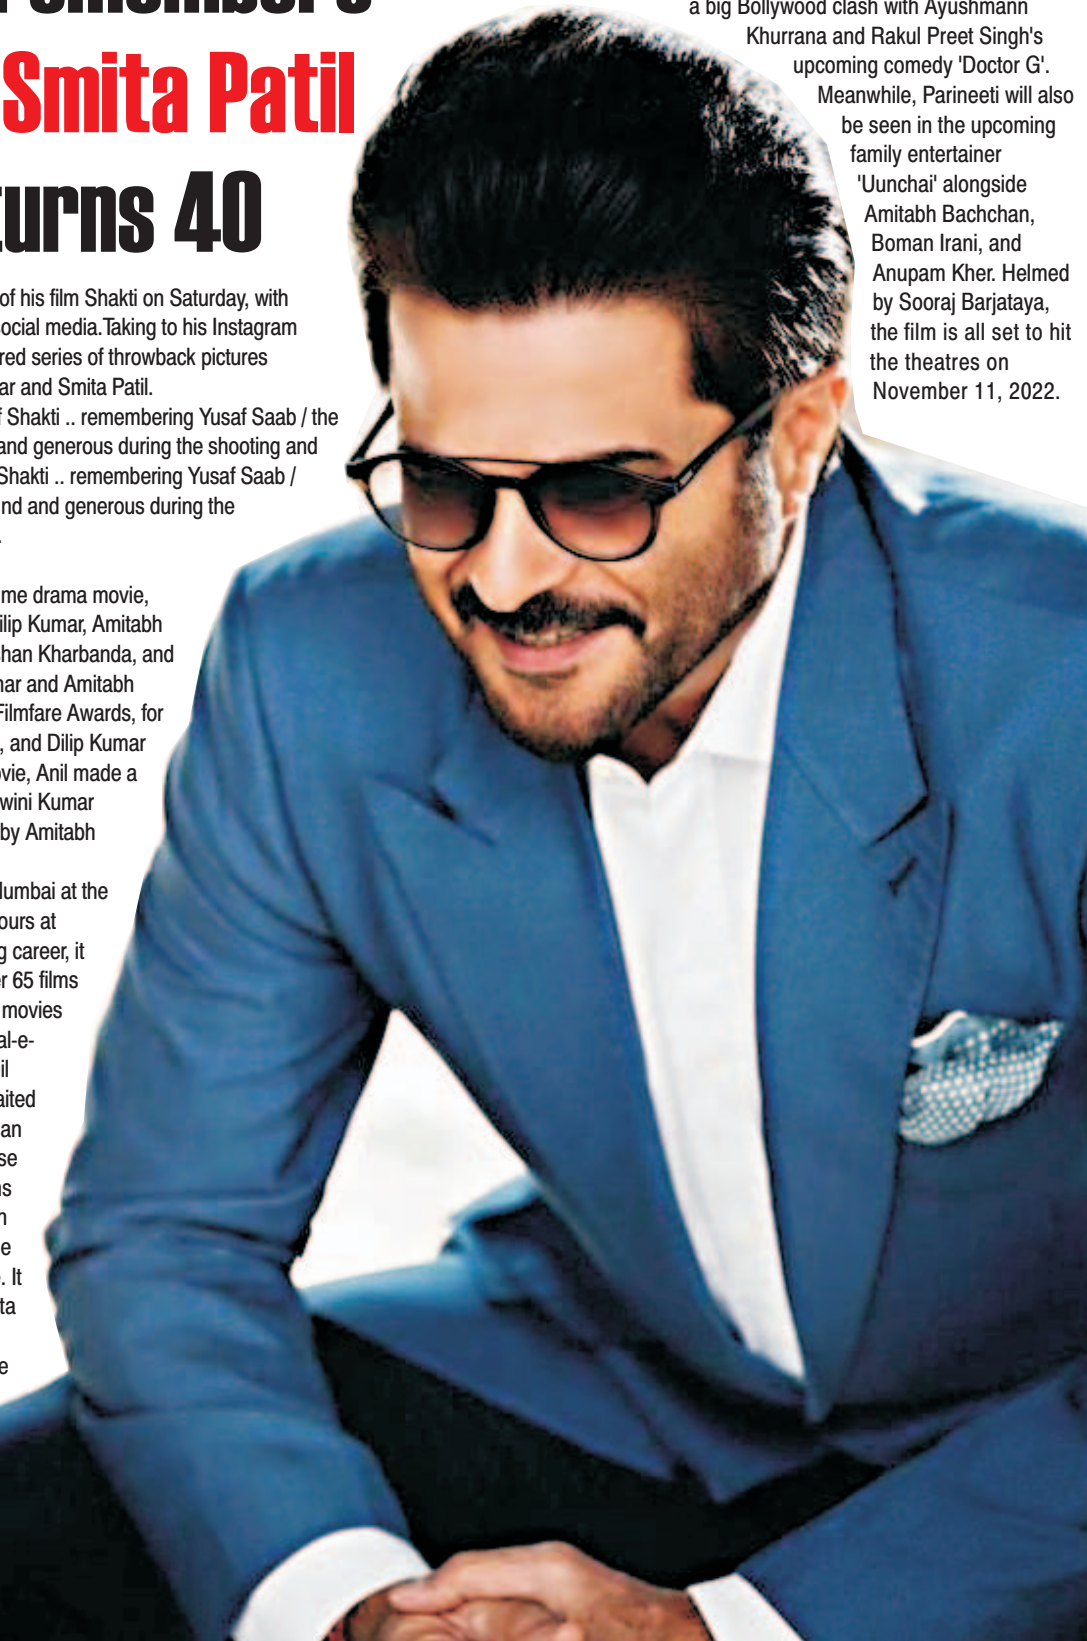 Smita Patil
turns 40
of his film Shakti on Saturday, with
social media.Taking to his Instagram
red series of throwback pictures
ar and Smita Patil.
f Shakti .. remembering Yusaf Saab / the
and generous during the shooting and
Shakti .. remembering Yusaf Saab /
nd and generous during the
.
me drama movie,
ilip Kumar, Amitabh
han Kharbanda, and
nar and Amitabh
Filmfare Awards, for
, and Dilip Kumar
ovie, Anil made a
wini Kumar
by Amitabh
Mumbai at the
ours at
g career, it
r 65 films
movies
al-e-
il
aited
an
se
as
n
e
. It
ta
e
a big Bollywood clash with Ayushmann
Khurrana and Rakul Preet Singh's
upcoming comedy 'Doctor G'.
Meanwhile, Parineeti will also
be seen in the upcoming
family entertainer
'Uunchai' alongside
Amitabh Bachchan,
Boman Irani, and
Anupam Kher. Helmed
by Sooraj Barjataya,
the film is all set to hit
the theatres on
November 11, 2022.